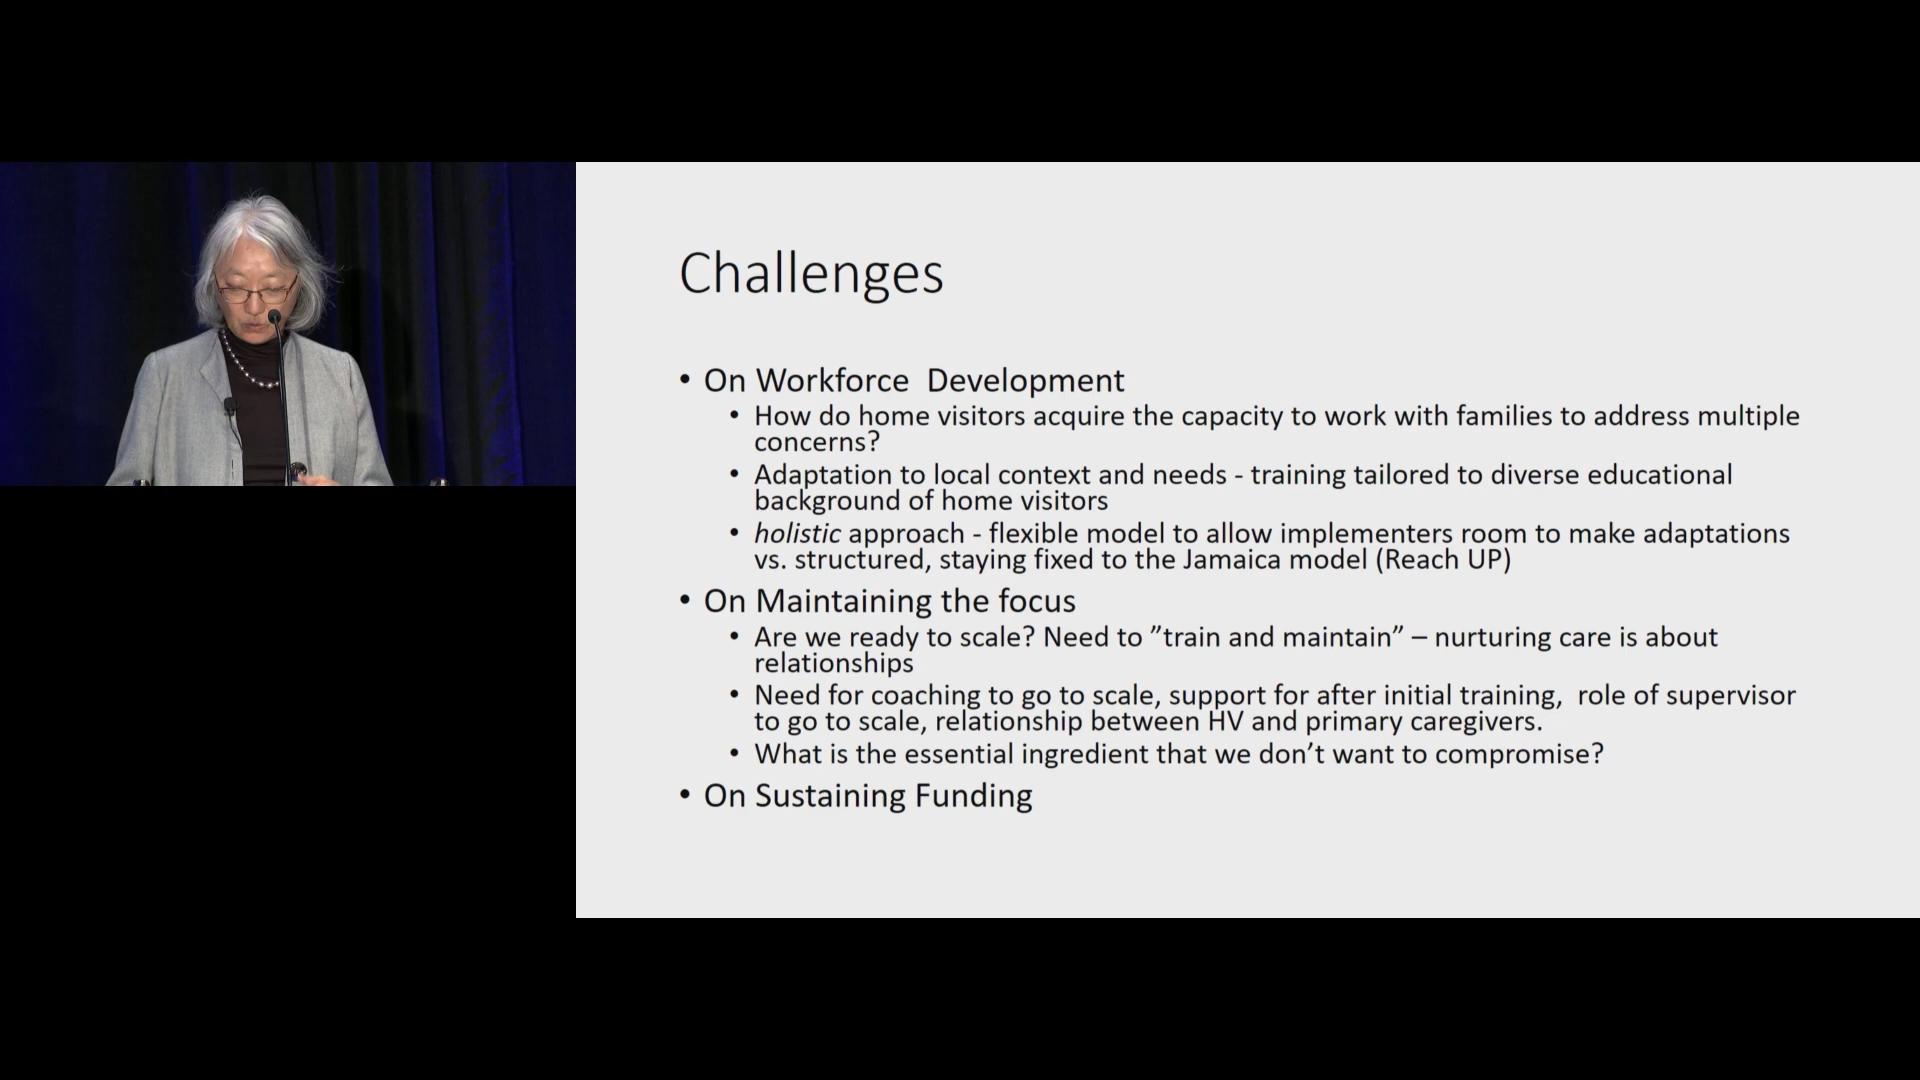 Challenges
• On Workforce  Development
• How do home visitors acquire the capacity to work with families to address multiple
concerns?
• Adaptation to local context and needs - training tailored to diverse educational
background of home visitors
• holistic approach - flexible model to allow implementers room to make adaptations
vs. structured, staying fixed to the Jamaica model (Reach UP)
• On Maintaining the focus
• Are we ready to scale? Need to ”train and maintain” – nurturing care is about
relationships
• Need for coaching to go to scale, support for after initial training,  role of supervisor
to go to scale, relationship between HV and primary caregivers.
• What is the essential ingredient that we don’t want to compromise?
• On Sustaining Funding